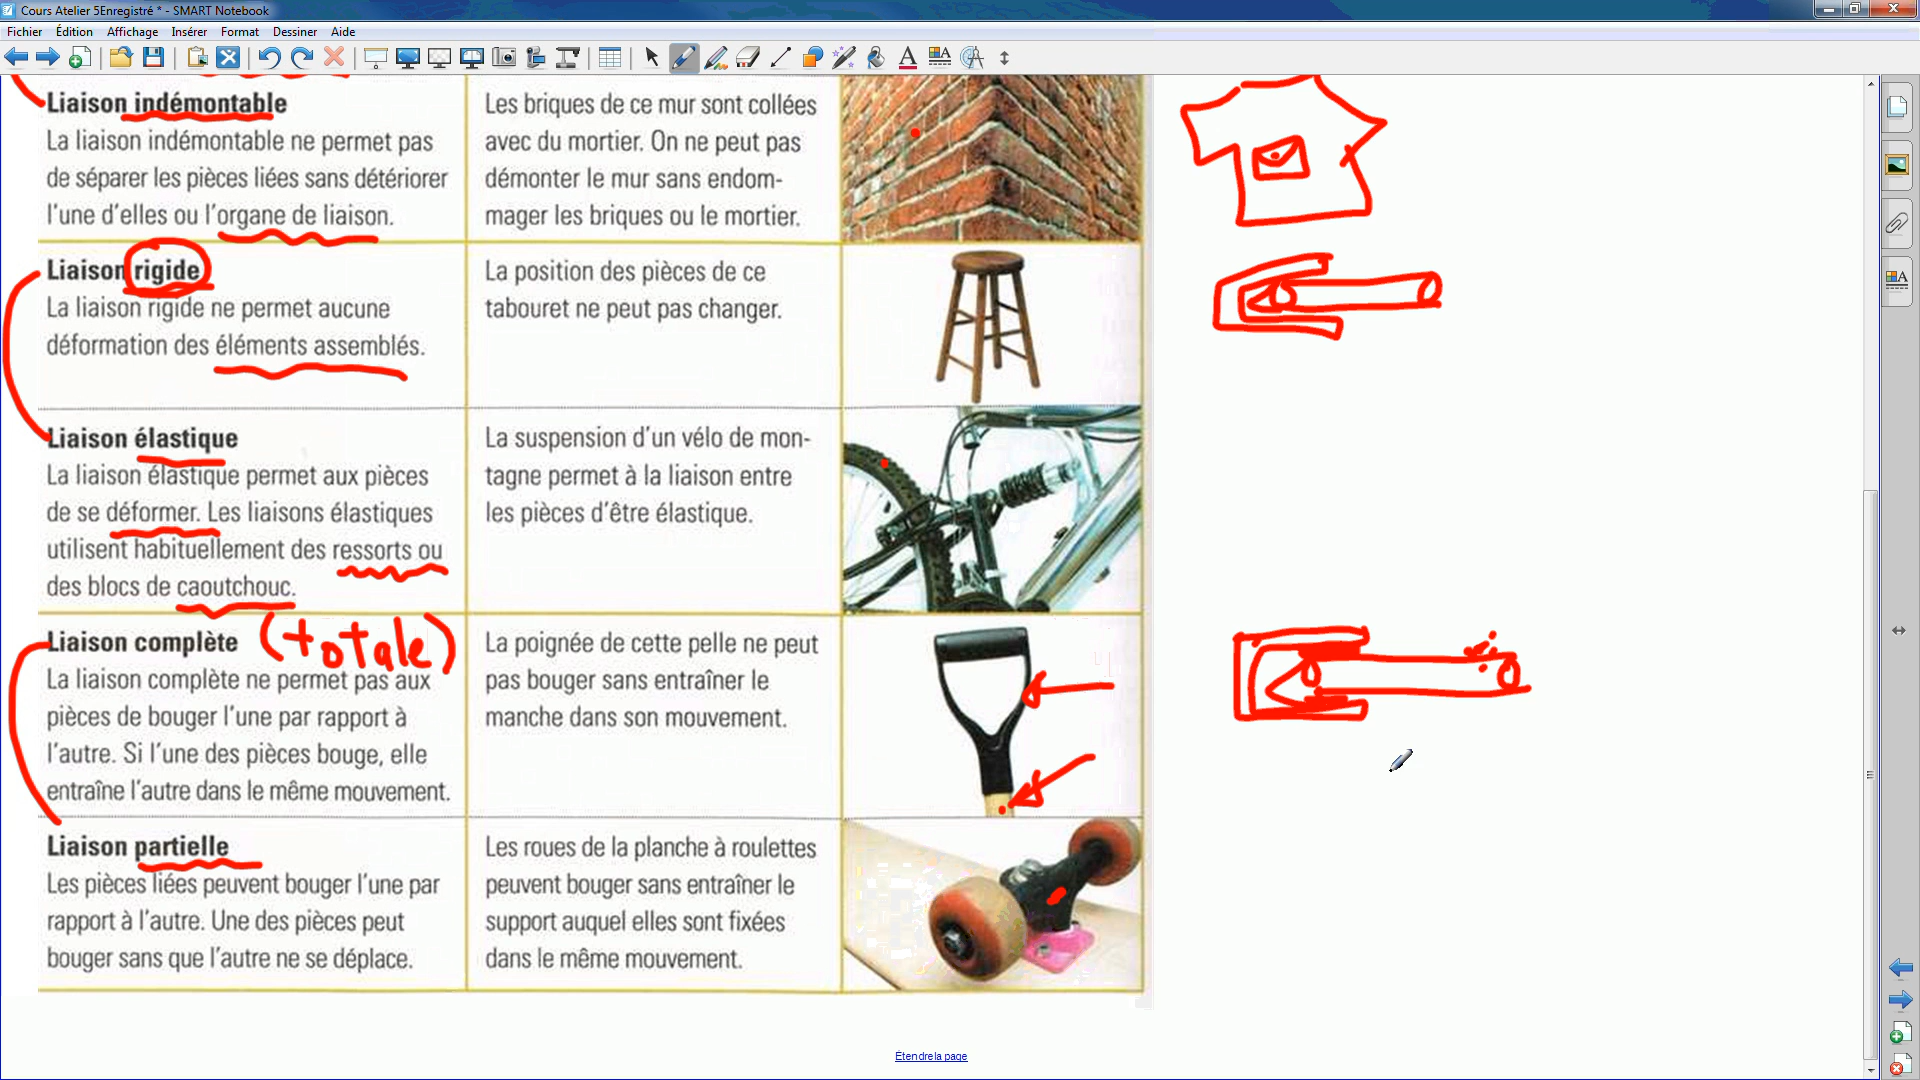 Cours Atelier 5Enregistré * - SMART Notebook
Fichier Édition Affichage Insérer Format Dessiner Aide
Liaison indémontable
La liaison indémontable ne permet pas
de séparer les pièces liées sans détériorer
l'une d'elles ou l'organe de liaison.
Les briques de ce mur sont collées
avec du mortier. On ne peut pas
démonter le mur sans endom-
mager les briques ou le mortier.
Liaison rigide
La liaison rigide ne permet aucune
déformation des éléments assemblés.
La position des pièces de ce
tabouret ne peut pas changer.
Liaison élastique
La liaison élastique permet aux pièces
de se déformer. Les liaisons élastiques
utilisent habituellement des ressorts ou
des blocs de caoutchouc.
La suspension d'un vélo de mon-
tagne permet à la liaison entre
les pièces d'être élastique.
Liaison complète (totale)
La liaison complète ne permet pas aux
pièces de bouger l'une par rapport à
l'autre. Si l'une des pièces bouge, elle
entraîne l'autre dans le même mouvement.
La poignée de cette pelle ne peut
pas bouger sans entraîner le
manche dans son mouvement.
Liaison partielle
Les pièces liées peuvent bouger l'une par
rapport à l'autre. Une des pièces peut
bouger sans que l'autre ne se déplace.
Les roues de la planche à roulettes
peuvent bouger sans entraîner le
support auquel elles sont fixées
dans le même mouvement.
Étendre la page